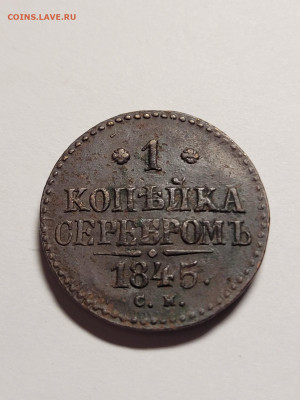 COINS.LAVE.RU
1
КОПѢЙКА
СЕРЕБРОМЪ
1845.
С. М.